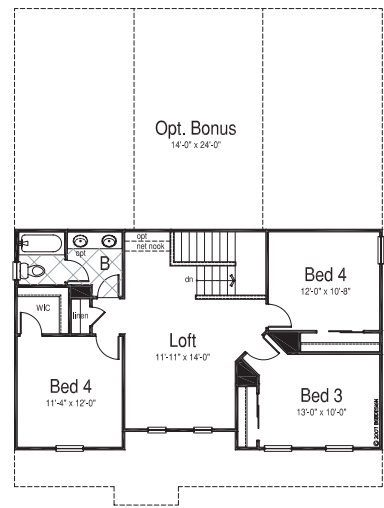 Opt. Bonus
14'-0" x 24'-0"
opt
net nook
opt
B
dn
Bed 4
12'-0" x 10'-8"
WIC
linen
Loft
11'-11" x 14'-0"
Bed 4
11'-4" x 12'-0"
Bed 3
13'-0" x 10'-0"